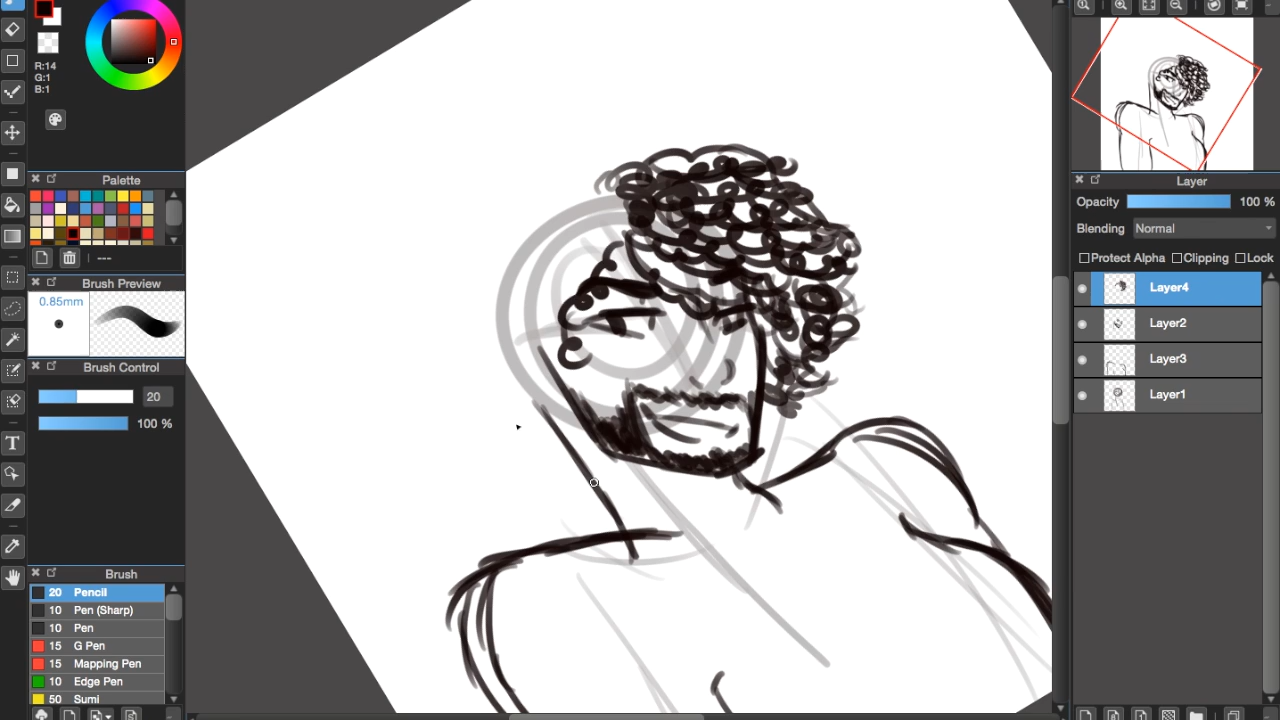 R:14
G:1
B:1
Palette
---
Brush Preview
0.85mm
Brush Control
20
100 %
Brush
20 Pencil
10 Pen (Sharp)
10 Pen
15 G Pen
15 Mapping Pen
10 Edge Pen
50 Sumi
T
Layer
Opacity 100 %
Blending Normal
Protect Alpha Clipping Lock
Layer4
Layer2
Layer3
Layer1